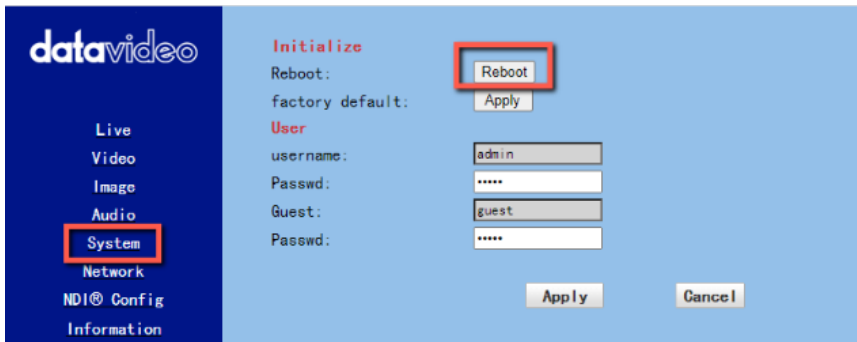 datavideo
Live
Video
Image
Audio
System
Network
NDI® Config
Information
Initialize
Reboot: Reboot
factory default: Apply
User
username: admin
Passwd: •••••
Guest: guest
Passwd: •••••
Apply Cancel